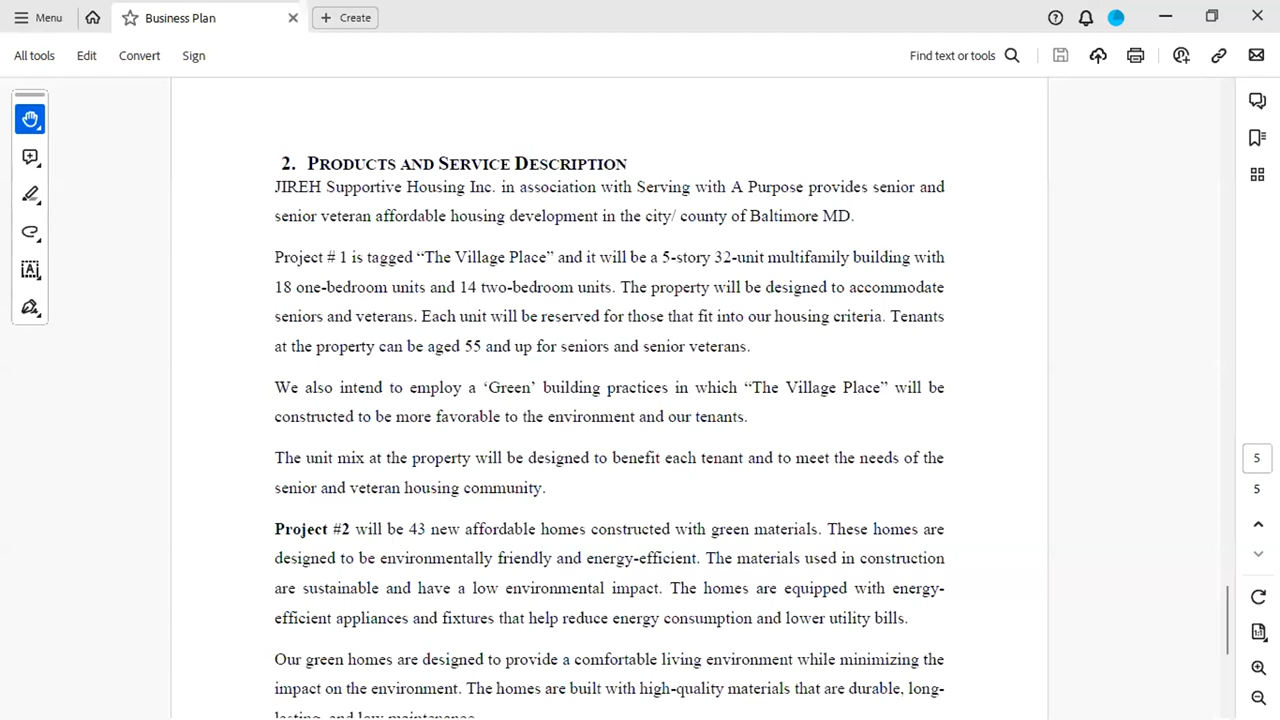 Menu
Business Plan
Create
All tools
Edit
Convert
Sign
Find text or tools
2. PRODUCTS AND SERVICE DESCRIPTION
JIREH Supportive Housing Inc. in association with Serving with A Purpose provides senior and
senior veteran affordable housing development in the city/ county of Baltimore MD.
Project # 1 is tagged “The Village Place” and it will be a 5-story 32-unit multifamily building with
18 one-bedroom units and 14 two-bedroom units. The property will be designed to accommodate
seniors and veterans. Each unit will be reserved for those that fit into our housing criteria. Tenants
at the property can be aged 55 and up for seniors and senior veterans.
We also intend to employ a ‘Green’ building practices in which “The Village Place” will be
constructed to be more favorable to the environment and our tenants.
The unit mix at the property will be designed to benefit each tenant and to meet the needs of the
senior and veteran housing community.
Project #2 will be 43 new affordable homes constructed with green materials. These homes are
designed to be environmentally friendly and energy-efficient. The materials used in construction
are sustainable and have a low environmental impact. The homes are equipped with energy-
efficient appliances and fixtures that help reduce energy consumption and lower utility bills.
Our green homes are designed to provide a comfortable living environment while minimizing the
impact on the environment. The homes are built with high-quality materials that are durable, long-
lasting, and low maintenance.
5
5